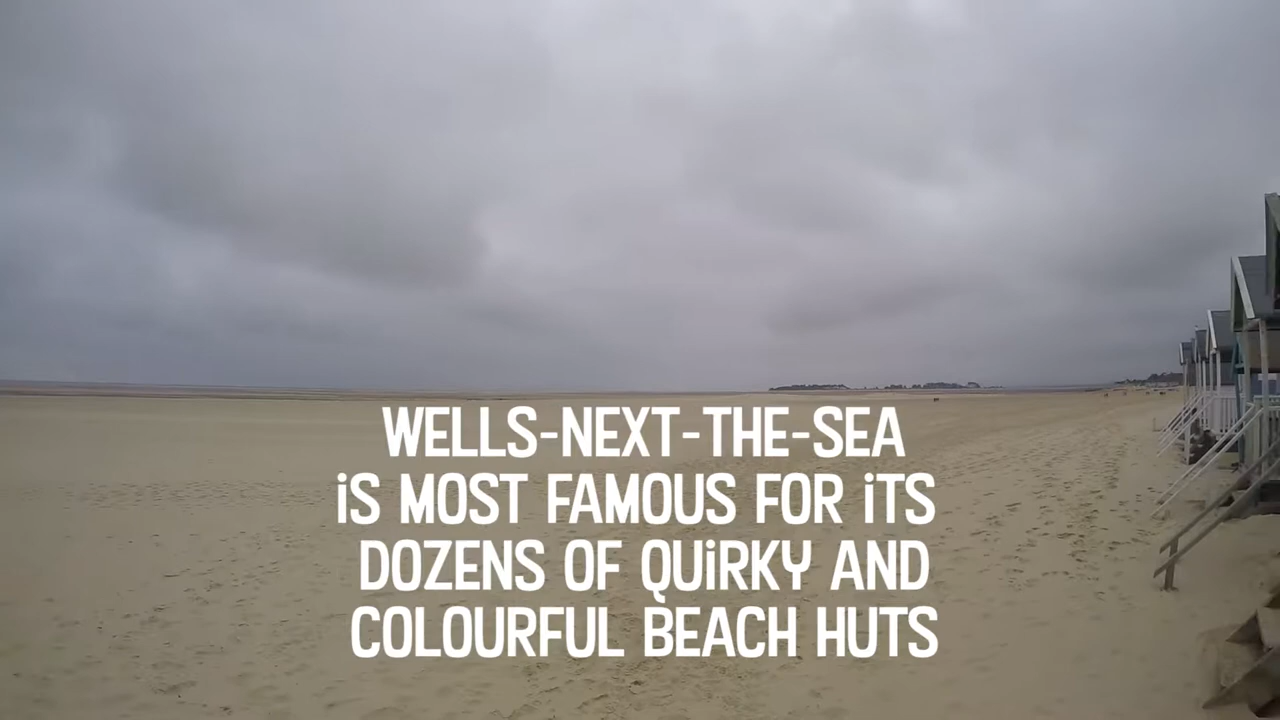 WELLS-NEXT-THE-SEA
iS MOST FAMOUS FOR iTS
DOZENS OF QUiRKY AND
COLOURFUL BEACH HUTS